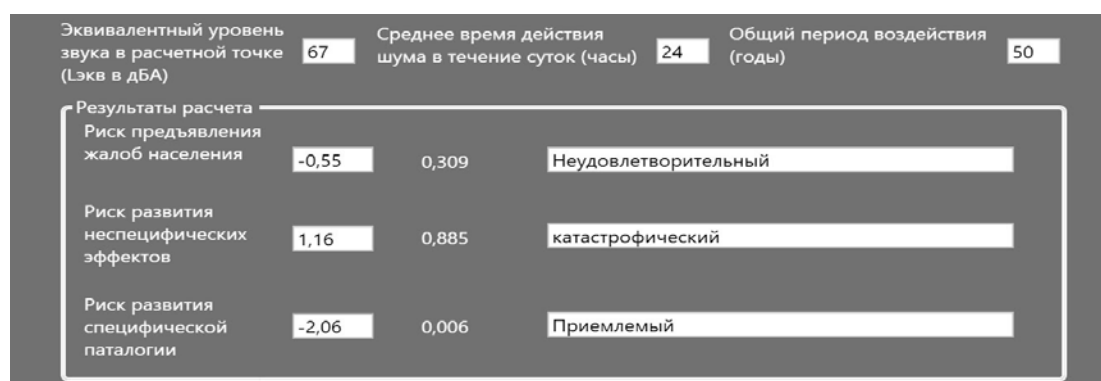 Эквивалентный уровень
звука в расчетной точке
(Lэкв в дБА)
67
Среднее время действия
шума в течение суток (часы)
24
Общий период воздействия
(годы)
50
Результаты расчета
Риск предъявления
жалоб населения
-0,55
0,309
Неудовлетворительный
Риск развития
неспецифических
эффектов
1,16
0,885
катастрофический
Риск развития
специфической
паталогии
-2,06
0,006
Приемлемый